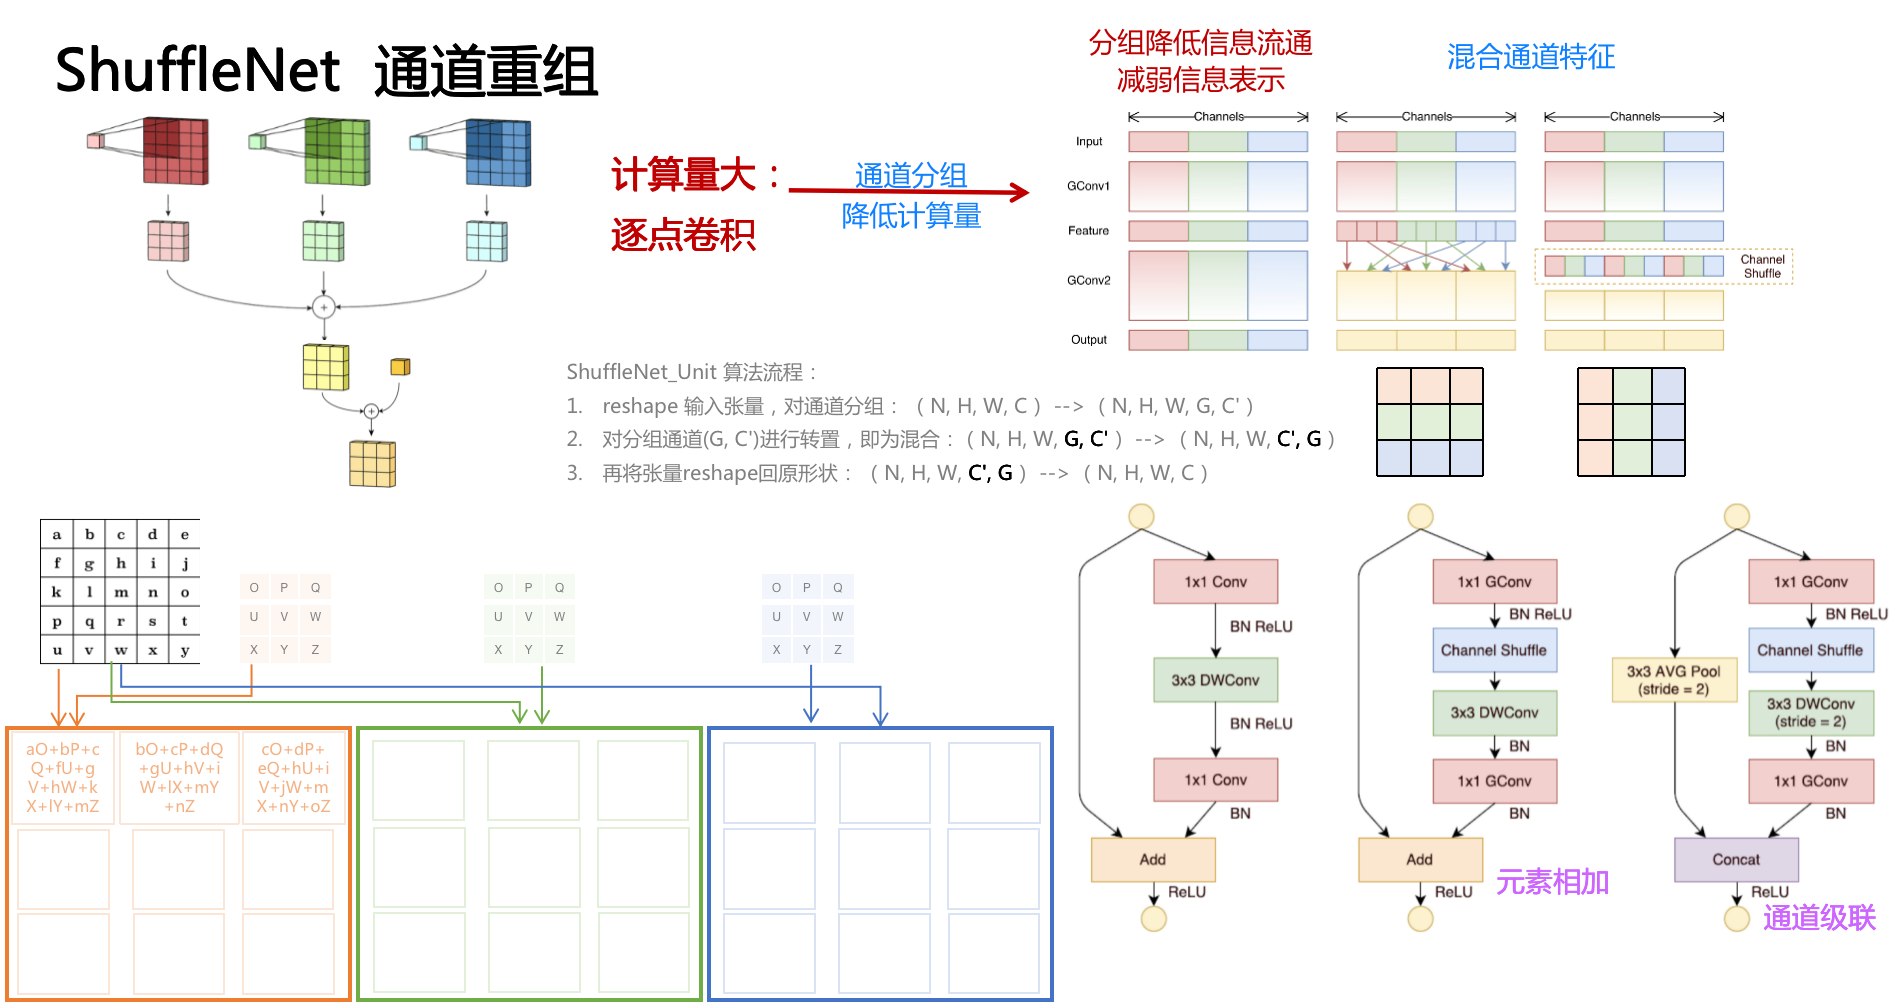 ShuffleNet 通道重组
分组降低信息流通
减弱信息表示
混合通道特征
计算量大：
逐点卷积
通道分组
降低计算量
Channels
Channels
Channels
Input
GConv1
Feature
GConv2
Output
Channel
Shuffle
ShuffleNet_Unit 算法流程：
1. reshape 输入张量，对通道分组：（ N, H, W, C ）-->（ N, H, W, G, C' ）
2. 对分组通道(G, C')进行转置，即为混合：（ N, H, W, G, C' ）-->（ N, H, W, C', G ）
3. 再将张量reshape回原形状：（ N, H, W, C', G ）-->（ N, H, W, C ）
a b c d e
f g h i j
k l m n o
p q r s t
u v w x y
O P Q
U V W
X Y Z
O P Q
U V W
X Y Z
O P Q
U V W
X Y Z
aO+bP+c
Q+fU+g
V+hW+k
X+lY+mZ
bO+cP+dQ
+gU+hV+i
W+lX+mY
+nZ
cO+dP+
eQ+hU+i
V+jW+m
X+nY+oZ
1x1 Conv
BN ReLU
3x3 DWConv
BN ReLU
1x1 Conv
BN
Add
ReLU
1x1 GConv
BN ReLU
Channel Shuffle
3x3 DWConv
BN
1x1 GConv
BN
Add
ReLU
元素相加
1x1 GConv
BN ReLU
Channel Shuffle
3x3 AVG Pool
(stride = 2)
3x3 DWConv
(stride = 2)
BN
1x1 GConv
BN
Concat
ReLU
通道级联